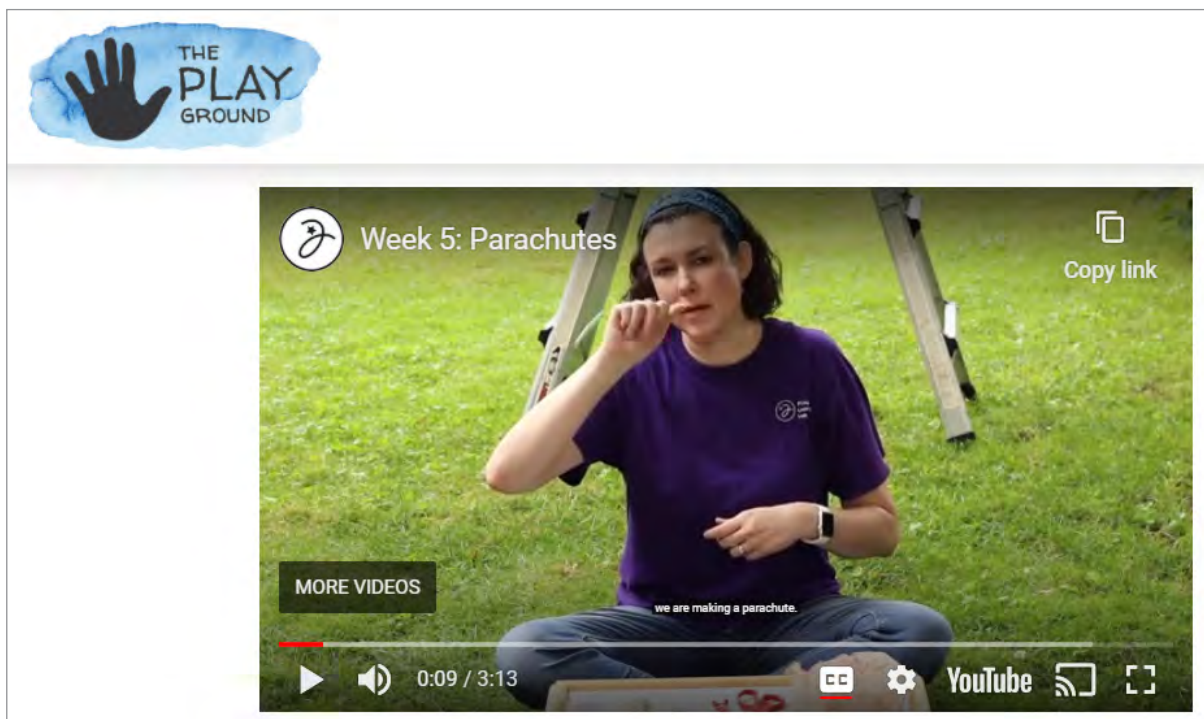 THE
PLAY
GROUND
Week 5: Parachutes
Copy link
MORE VIDEOS
we are making a parachute.
0:09 / 3:13
CC
YouTube